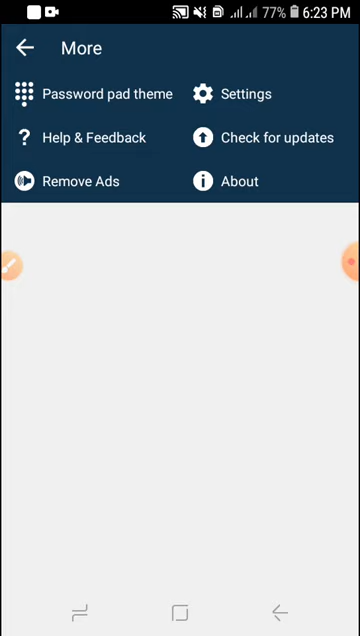 77% 6:23 PM
More
Password pad theme Settings
? Help & Feedback Check for updates
Remove Ads About